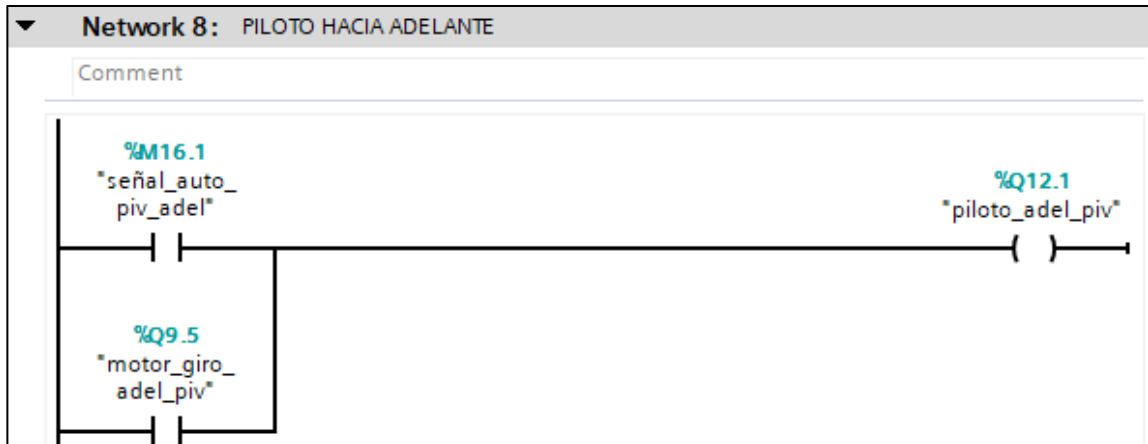 Network 8: PILOTO HACIA ADELANTE
Comment
%M16.1
"señal_auto_
piv_adel"
%Q12.1
"piloto_adel_piv"
%Q9.5
"motor_giro_
adel_piv"